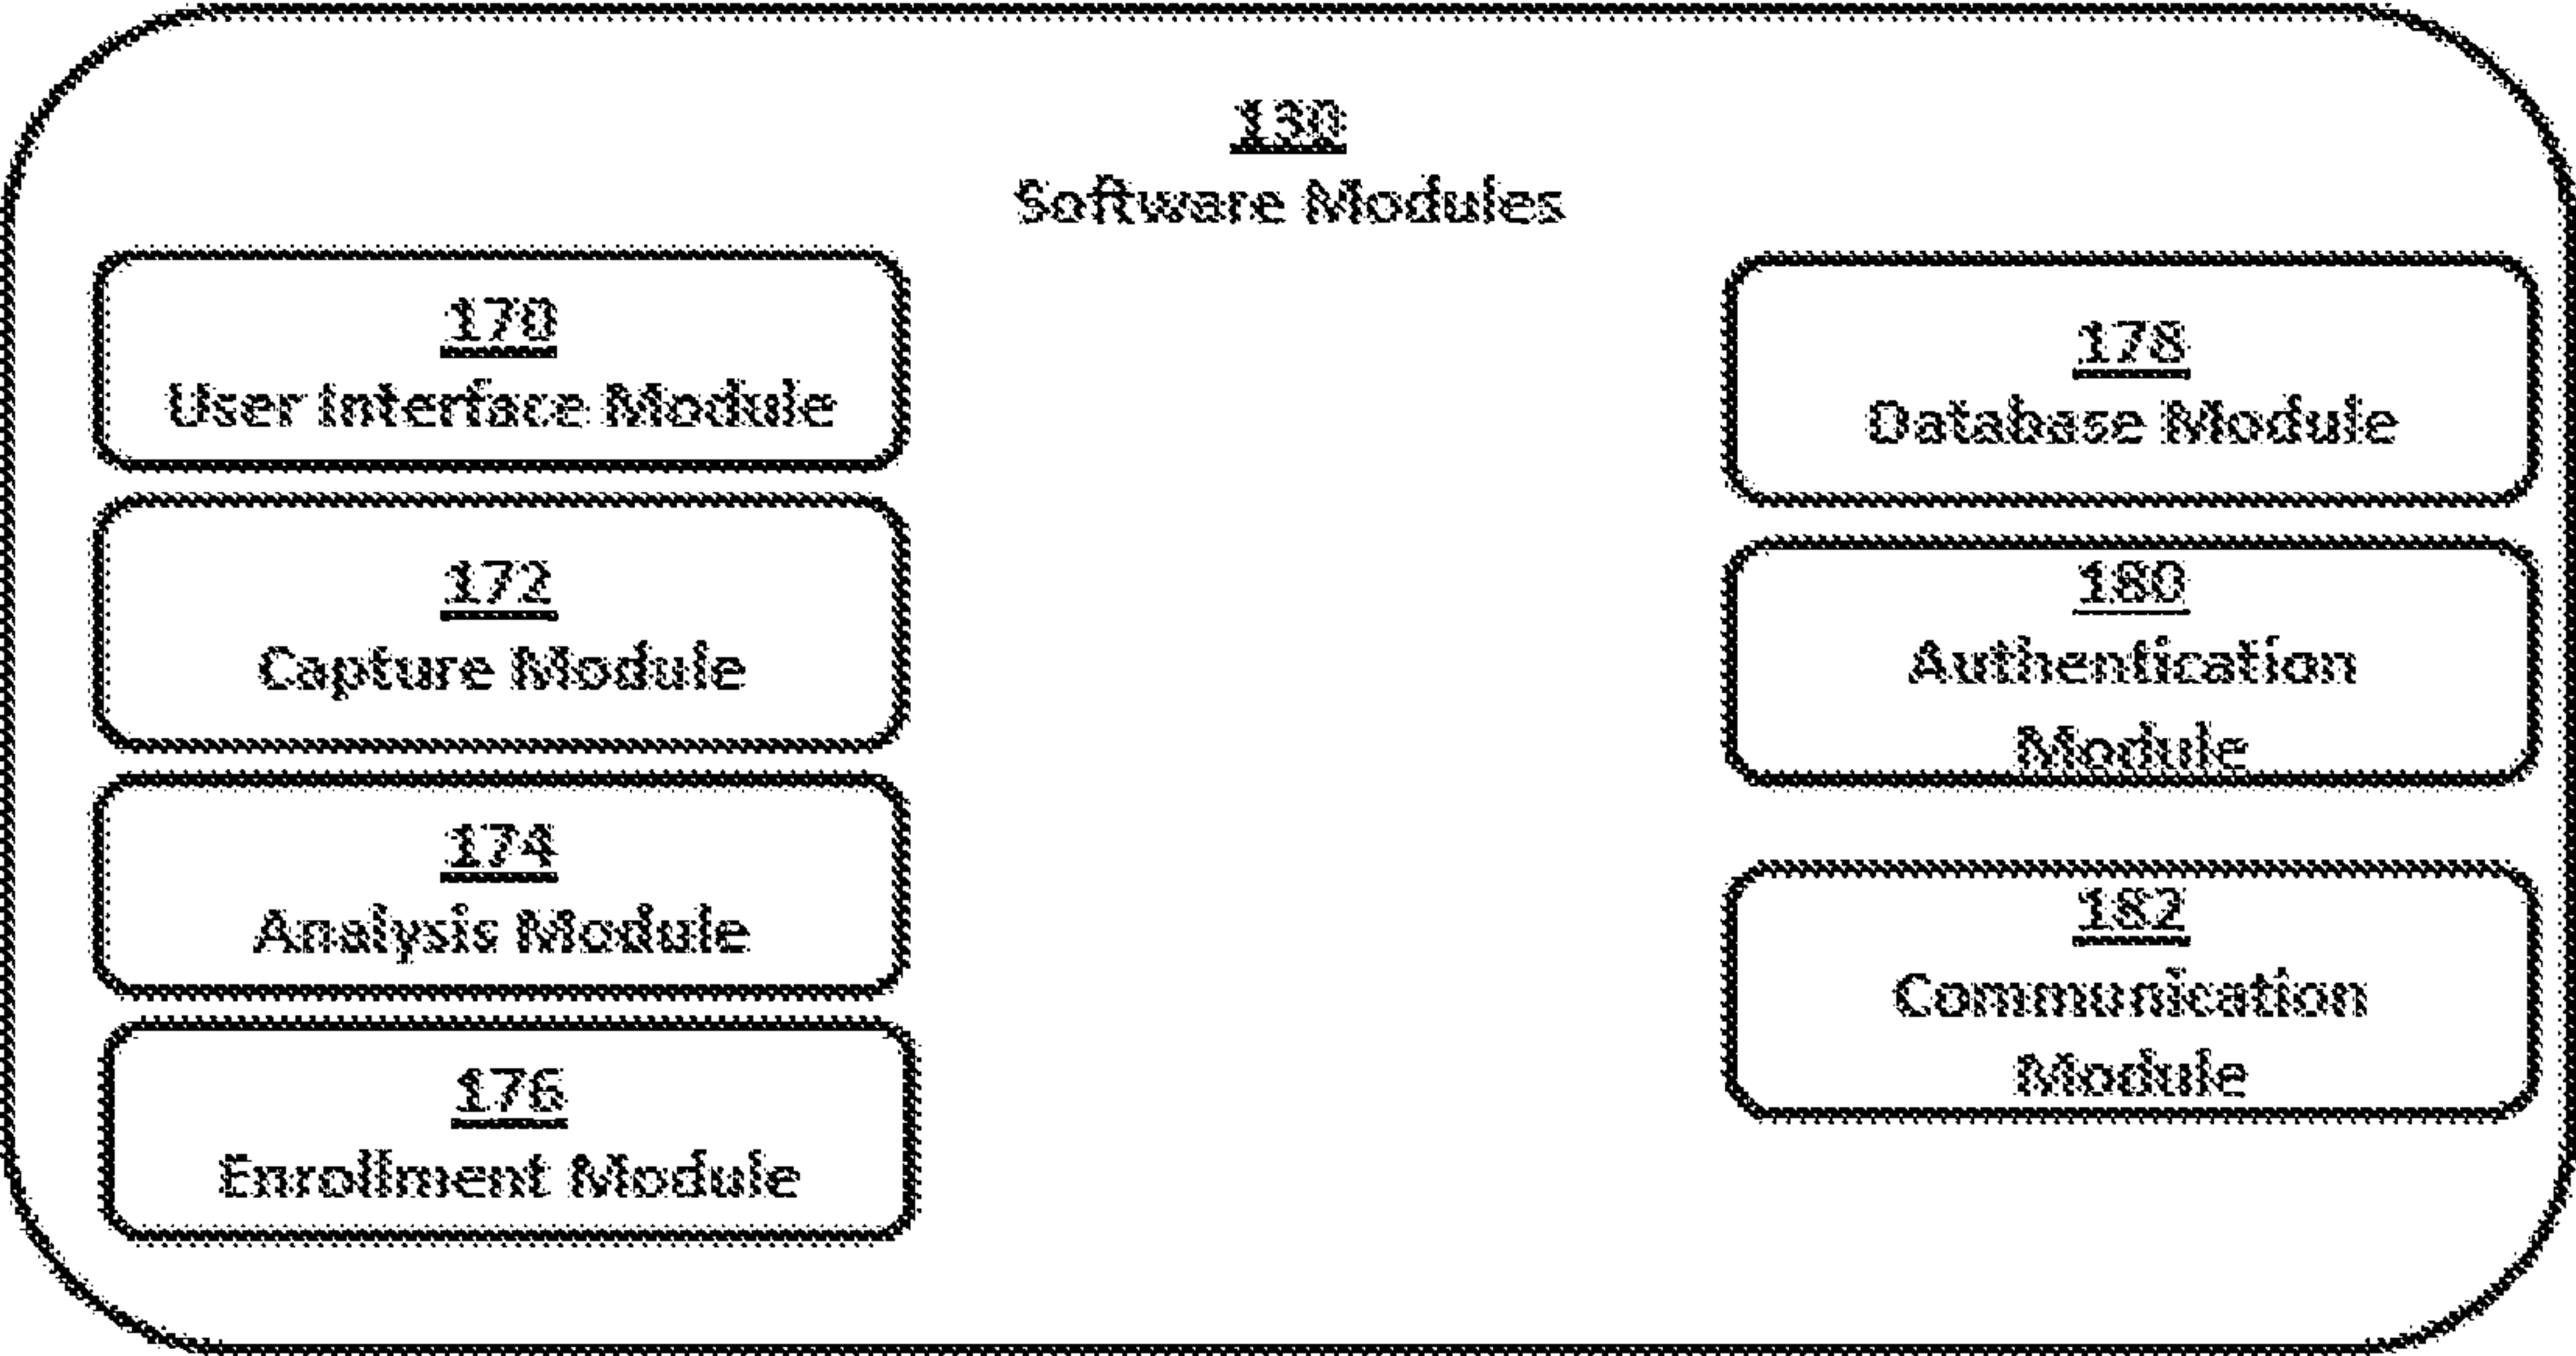 130
Software Modules
170
User Interface Module
172
Capture Module
174
Analysis Module
176
Enrollment Module
178
Database Module
180
Authentication
Module
182
Communication
Module